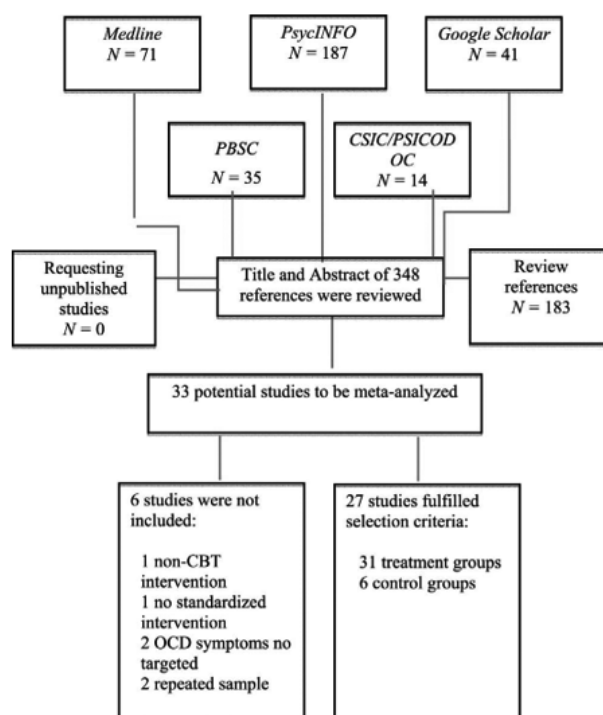 Medline
N = 71
PsycINFO
N = 187
Google Scholar
N = 41
PBSC
N = 35
CSIC/PSICOD
OC
N = 14
Requesting
unpublished
studies
N = 0
Title and Abstract of 348
references were reviewed
Review
references
N = 183
33 potential studies to be meta-analyzed
6 studies were not
included:
1 non-CBT
intervention
1 no standardized
intervention
2 OCD symptoms no
targeted
2 repeated sample
27 studies fulfilled
selection criteria:
31 treatment groups
6 control groups